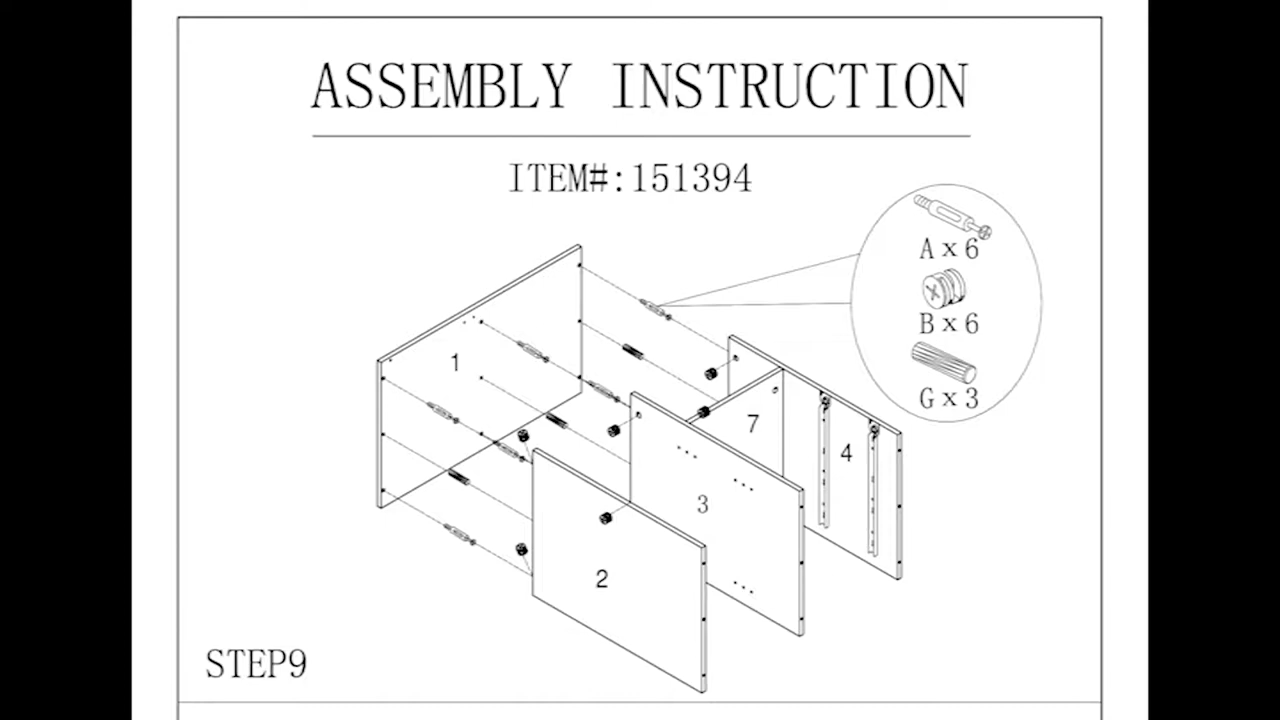 ASSEMBLY INSTRUCTION
ITEM#:151394
A x 6
B x 6
G x 3
1
7
4
3
2
STEP9